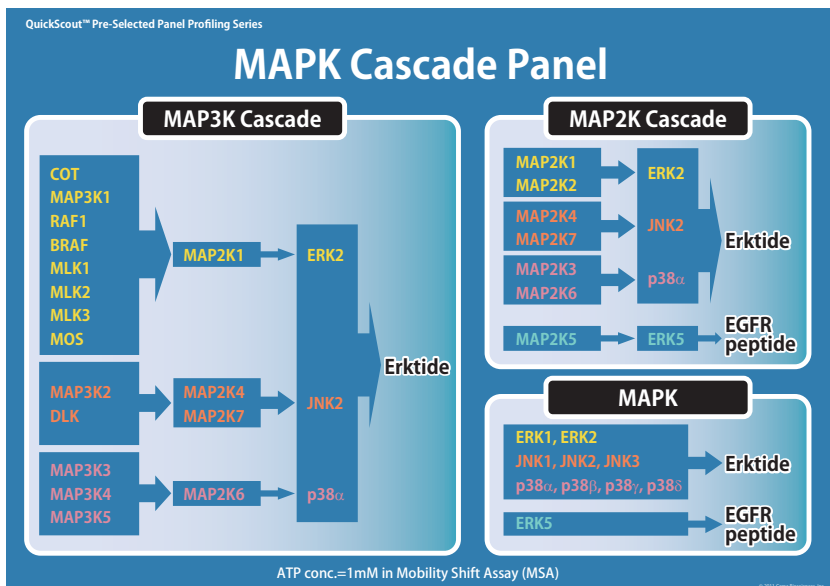 QuickScout™ Pre-Selected Panel Profiling Series
MAPK Cascade Panel
MAP3K Cascade
COT
MAP3K1
RAF1
BRAF
MLK1
MLK2
MLK3
MOS
MAP2K1
ERK2
MAP3K2
DLK
MAP2K4
MAP2K7
JNK2
MAP3K3
MAP3K4
MAP3K5
MAP2K6
p38α
Erktide
MAP2K Cascade
MAP2K1
MAP2K2
ERK2
MAP2K4
MAP2K7
JNK2
MAP2K3
MAP2K6
p38α
Erktide
MAP2K5
ERK5
EGFR
peptide
MAPK
ERK1, ERK2
JNK1, JNK2, JNK3
p38α, p38β, p38γ, p38δ
Erktide
ERK5
EGFR
peptide
ATP conc.=1mM in Mobility Shift Assay (MSA)